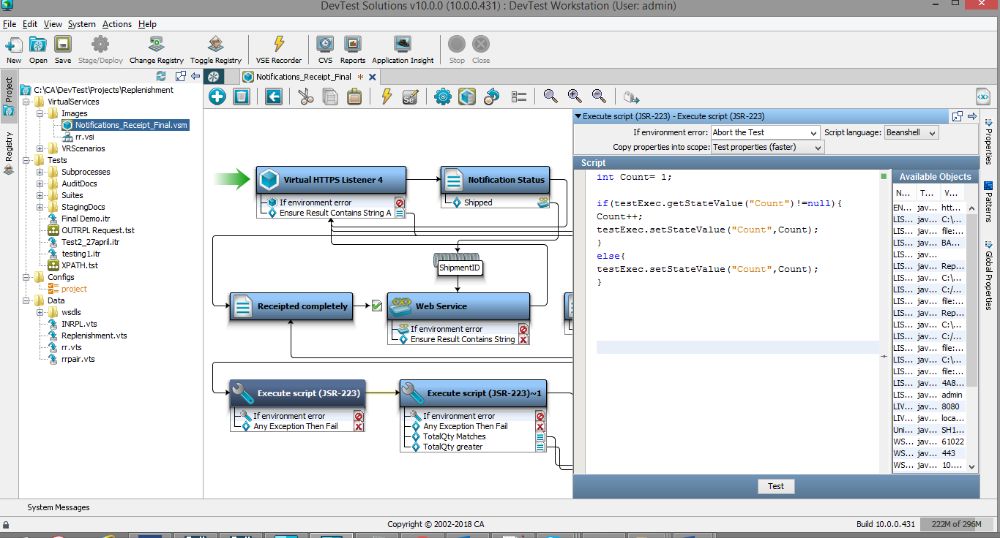 DevTest Solutions v10.0.0 (10.0.0.431) : DevTest Workstation (User: admin)
File Edit View System Actions Help
New Open Save Stage/Deploy Change Registry Toggle Registry VSE Recorder CVS Reports Application Insight Stop Close
Project
Registry
C:\CA\DevTest\Projects\Replenishment
VirtualServices
Images
Notifications_Receipt_Final.vsm
rr.vsi
VRScenarios
Tests
Subprocesses
AuditDocs
Suites
StagingDocs
Final Demo.itr
OUTRPL Request.tst
Test2_27april.itr
testing1.itr
XPATH.tst
Configs
project
Data
wsdls
INRPL.vts
Replenishment.vts
rr.vts
rrpair.vts
Notifications_Receipt_Final *
Se
Virtual HTTPS Listener 4
If environment error
Ensure Result Contains String A
Notification Status
Shipped
ShipmentID
Receipted completely
Web Service
If environment error
Ensure Result Contains String
Execute script (JSR-223)
If environment error
Any Exception Then Fail
Execute script (JSR-223)~1
If environment error
Any Exception Then Fail
TotalQty Matches
TotalQty greater
Execute script (JSR-223) - Execute script (JSR-223)
If environment error: Abort the Test Script language: Beanshell
Copy properties into scope: Test properties (faster)
Script
int Count= 1;
if(testExec.getStateValue("Count")!=null){
Count++;
testExec.setStateValue("Count",Count);
}
else{
testExec.setStateValue("Count",Count);
}
Available Objects
N... T... V...
EN... jav... htt...
LIS... jav... C:\...
LIS... jav... file:...
LIS... jav... BA...
LIS... jav...
LIS... jav... Rep...
LIS... jav... C:\...
LIS... jav... C:/...
LIS... jav... file:...
LIS... jav... Rep...
LIS... jav... C:\...
LIS... jav... C:/...
LIS... jav... file:...
LIS... jav... C:\...
LIS... jav... file:...
LIS... jav... 4A8...
LIS... jav... admin
LIV... jav... 8080
LIV... jav... loca...
Uni... jav... SH1...
WS... jav... 61022
WS... jav... 443
WS... jav... 10....
Test
Properties
Patterns
Global Properties
System Messages
Copyright © 2002-2018 CA
Build 10.0.0.431 222M of 296M